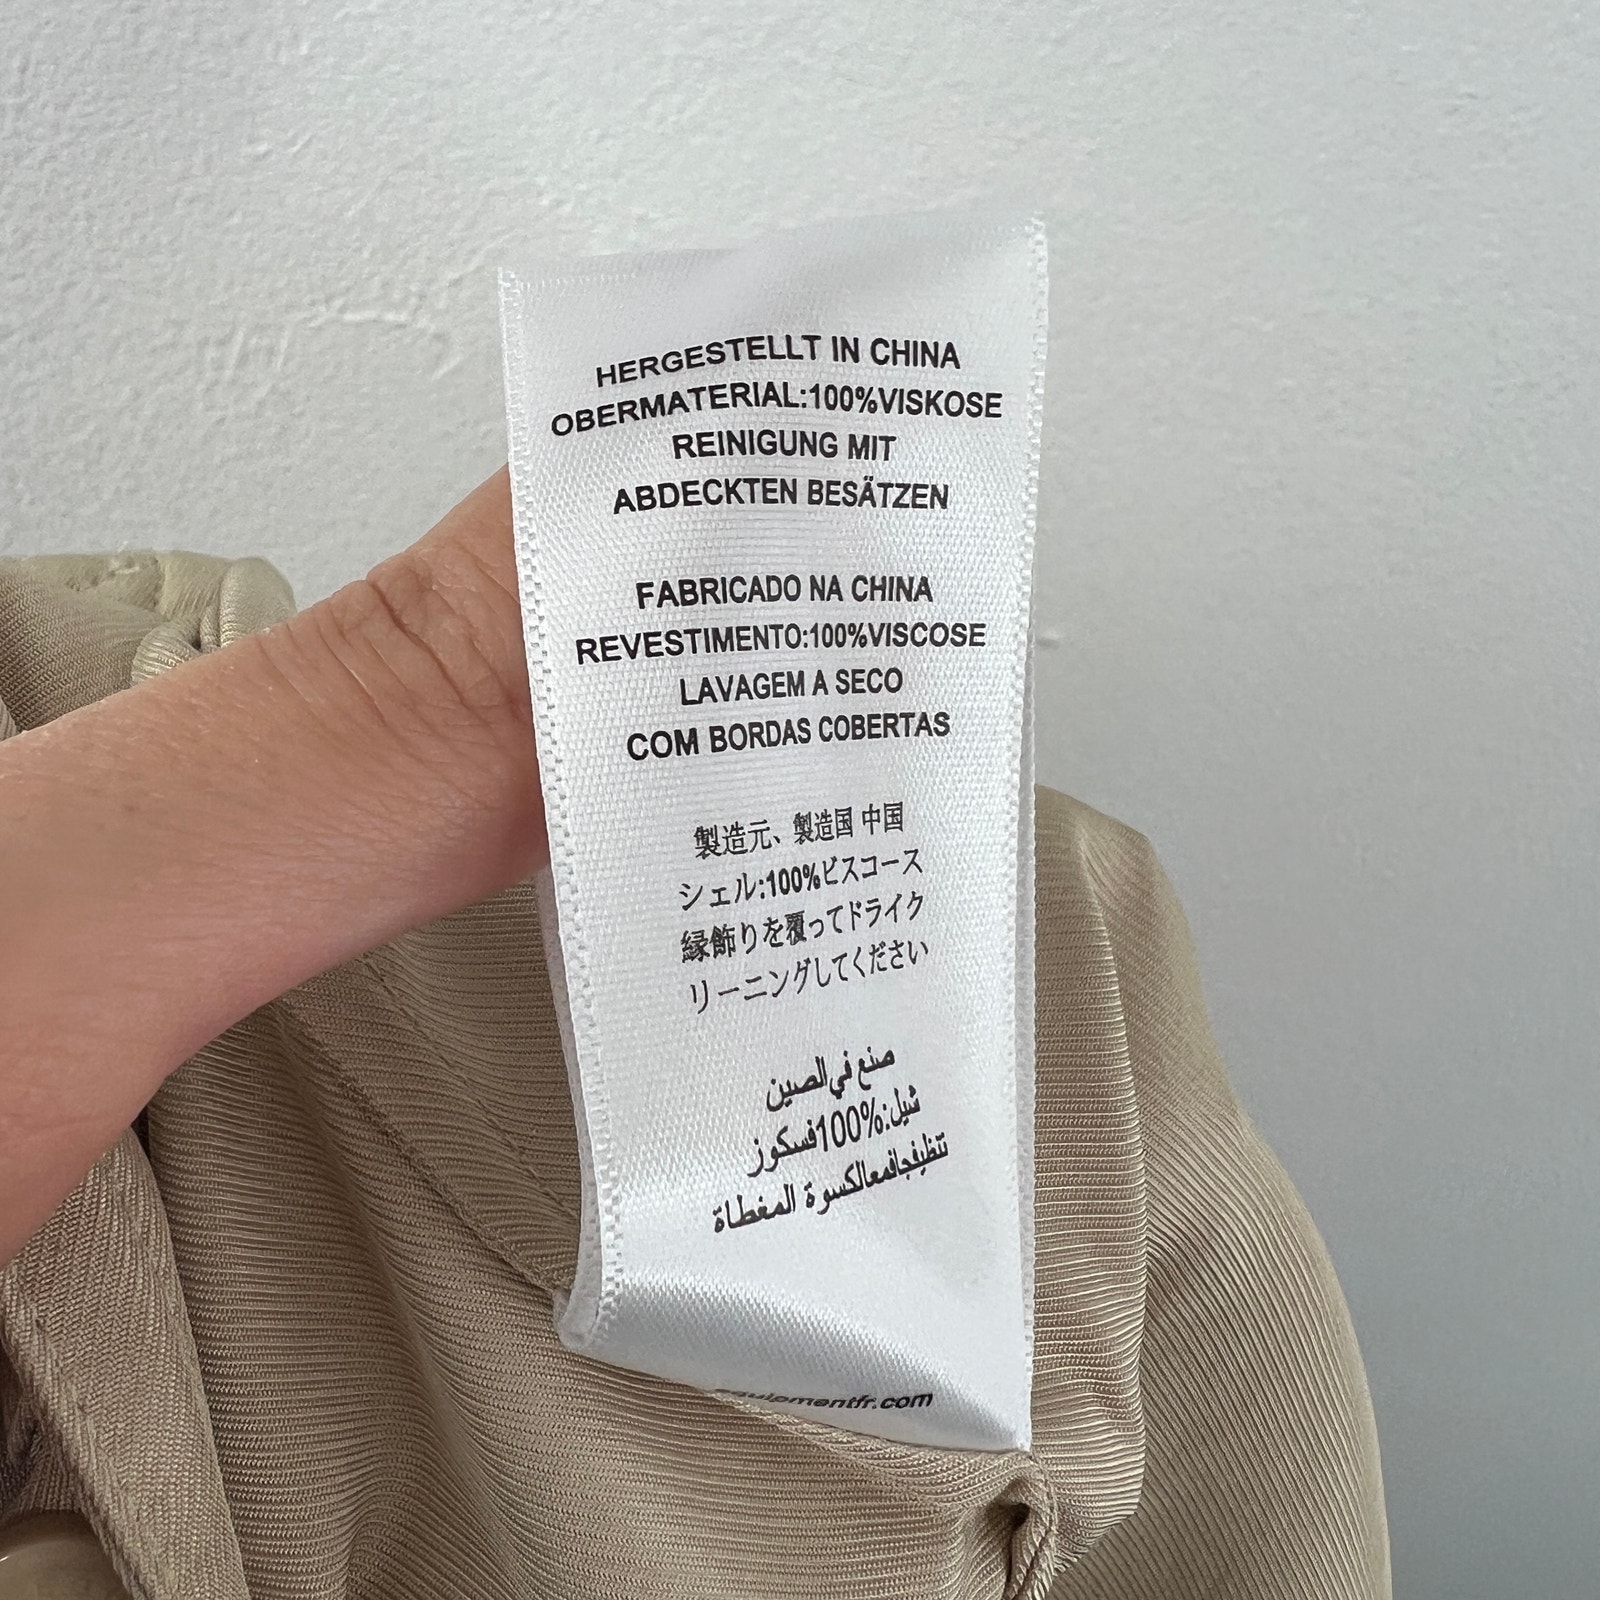 HERGESTELLT IN CHINA
OBERMATERIAL:100%VISKOSE
REINIGUNG MIT
ABDECKTEN BESÄTZEN
FABRICADO NA CHINA
REVESTIMENTO:100%VISCOSE
LAVAGEM A SECO
COM BORDAS COBERTAS
製造元、製造国 中国
シェル:100%ビスコース
縁飾りを覆ってドライク
リーニングしてください
صنع في الصين
شيل:100%فسكوز
تنظيفجافمعالكسوة المغطاة
equipmentfr.com